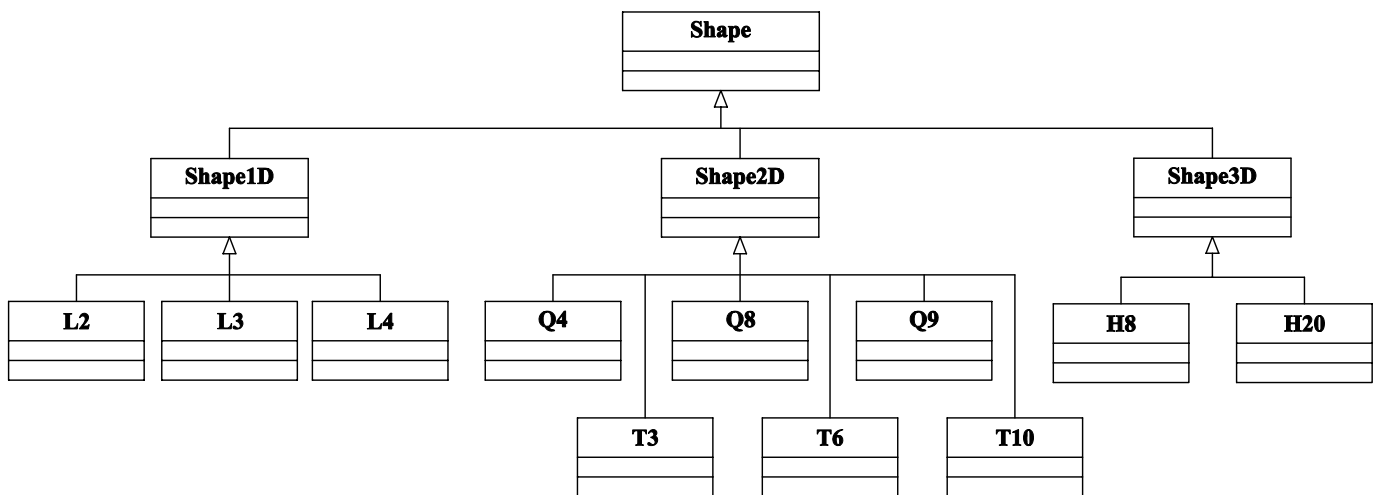 Shape
Shape1D
Shape2D
Shape3D
L2
L3
L4
Q4
Q8
Q9
H8
H20
T3
T6
T10